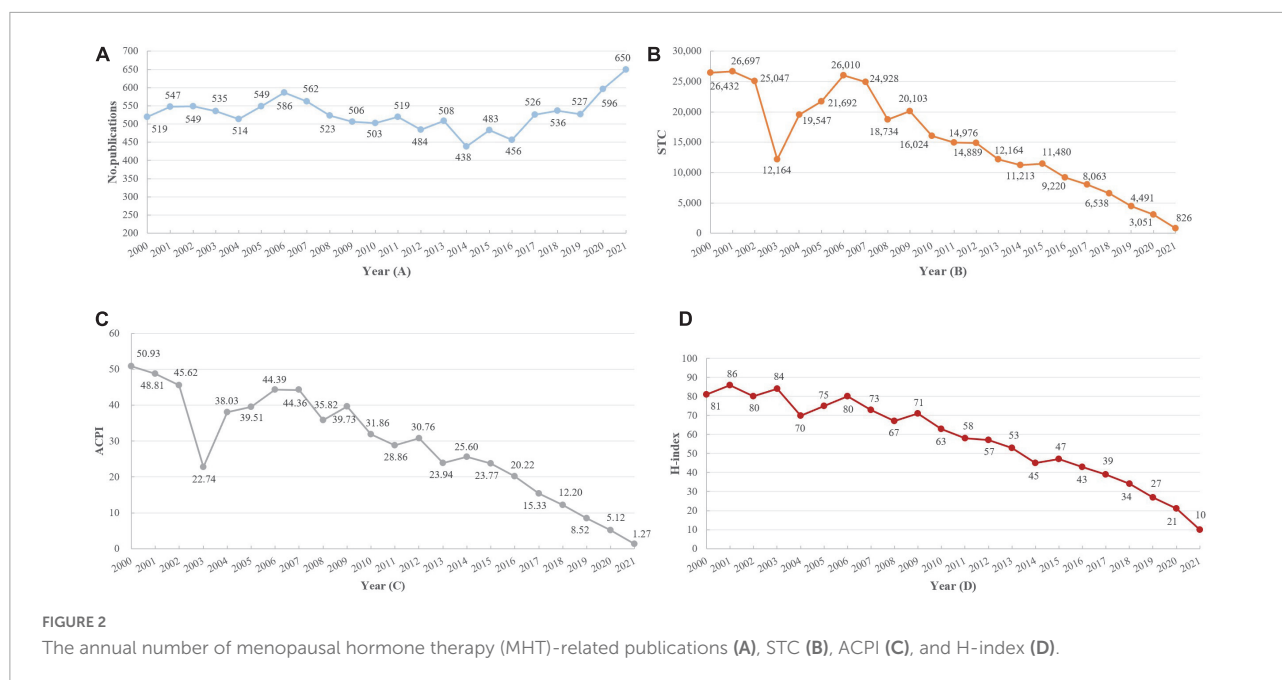 A
700
650
600
550
500
450
400
350
300
250
200
No.publications
519 547 549 535 514 549 586 562 523 506 503 519 484 508 438 483 456 526 536 527 596 650
2000 2001 2002 2003 2004 2005 2006 2007 2008 2009 2010 2011 2012 2013 2014 2015 2016 2017 2018 2019 2020 2021
Year (A)
B
30,000
25,000
20,000
15,000
10,000
5,000
0
STC
26,432 26,697 25,047 12,164 19,547 21,692 26,010 24,928 18,734 20,103 16,024 14,976 14,889 12,164 11,213 11,480 9,220 8,063 6,538 4,491 3,051 826
2000 2001 2002 2003 2004 2005 2006 2007 2008 2009 2010 2011 2012 2013 2014 2015 2016 2017 2018 2019 2020 2021
Year (B)
C
60
50
40
30
20
10
0
ACPI
50.93 48.81 45.62 22.74 38.03 39.51 44.39 44.36 35.82 39.73 31.86 28.86 30.76 23.94 25.60 23.77 20.22 15.33 12.20 8.52 5.12 1.27
2000 2001 2002 2003 2004 2005 2006 2007 2008 2009 2010 2011 2012 2013 2014 2015 2016 2017 2018 2019 2020 2021
Year (C)
D
100
90
80
70
60
50
40
30
20
10
0
H-index
81 86 80 84 70 75 80 73 67 71 63 58 57 53 45 47 43 39 34 27 21 10
2000 2001 2002 2003 2004 2005 2006 2007 2008 2009 2010 2011 2012 2013 2014 2015 2016 2017 2018 2019 2020 2021
Year (D)
FIGURE 2
The annual number of menopausal hormone therapy (MHT)-related publications (A), STC (B), ACPI (C), and H-index (D).